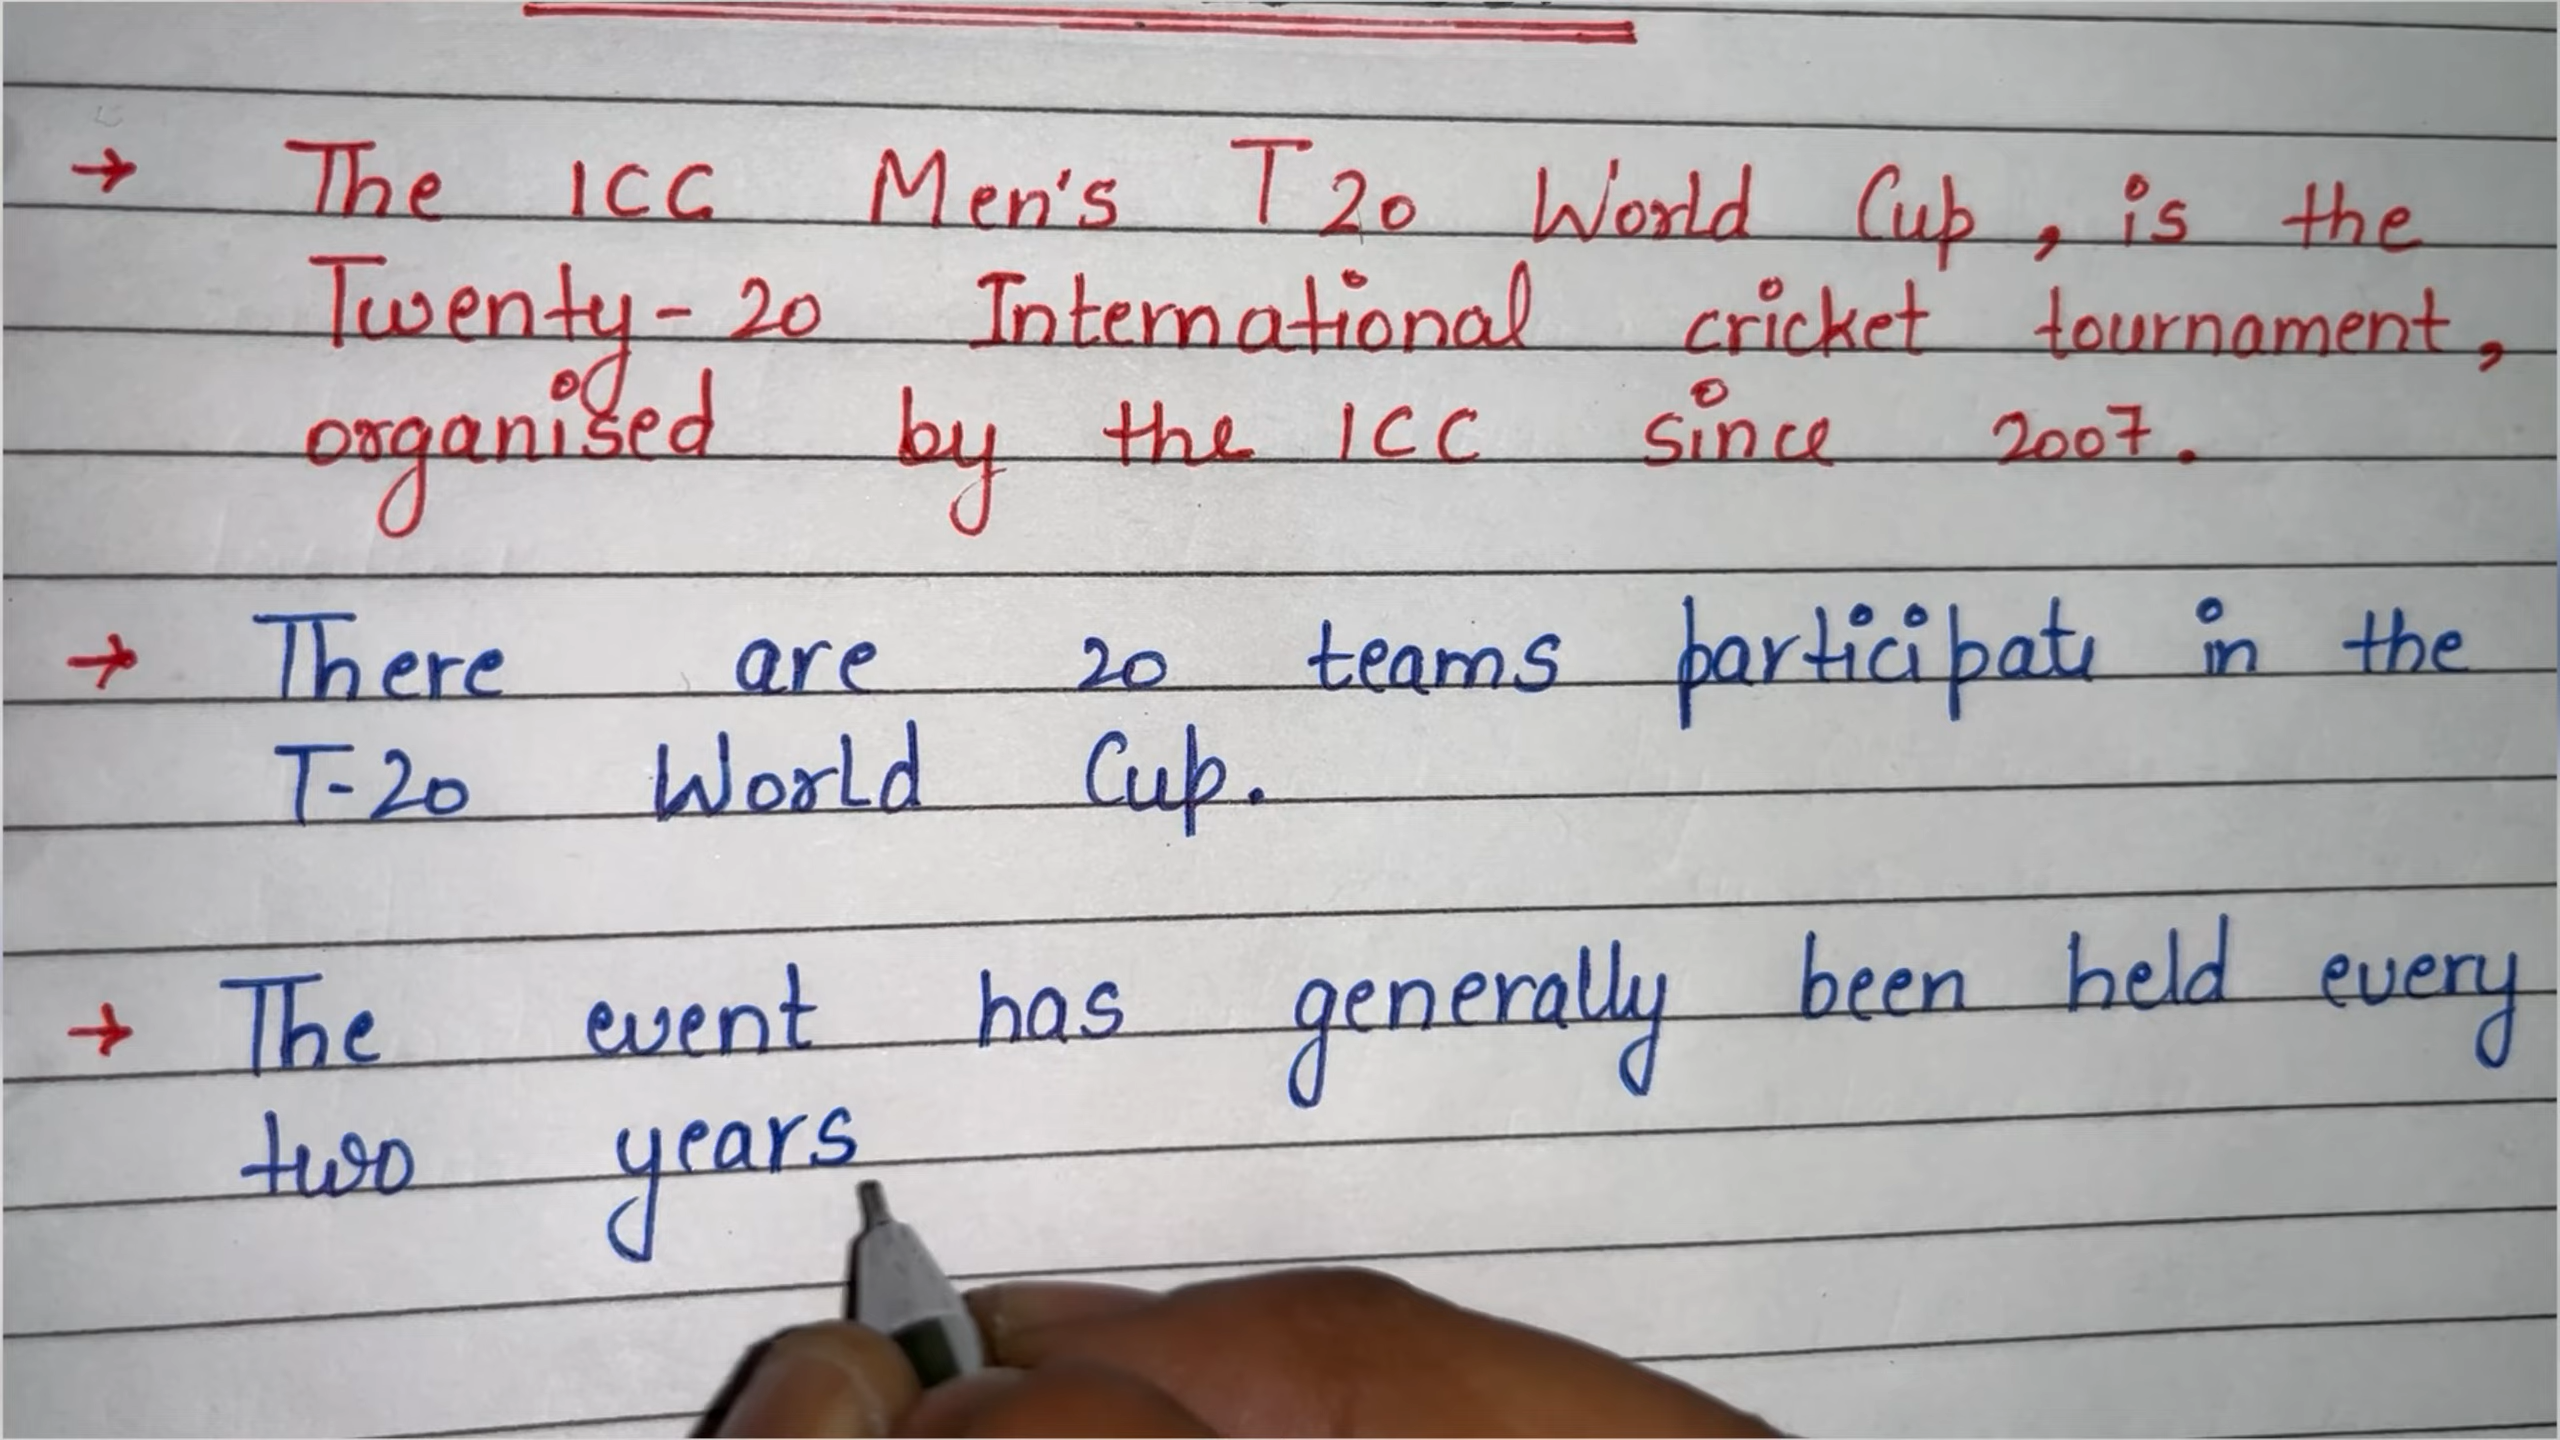 → The ICC Men's T20 World Cup, is the
Twenty-20 International cricket tournament,
organised by the ICC since 2007.
→ There are 20 teams participate in the
T-20 World Cup.
→ The event has generally been held every
two years